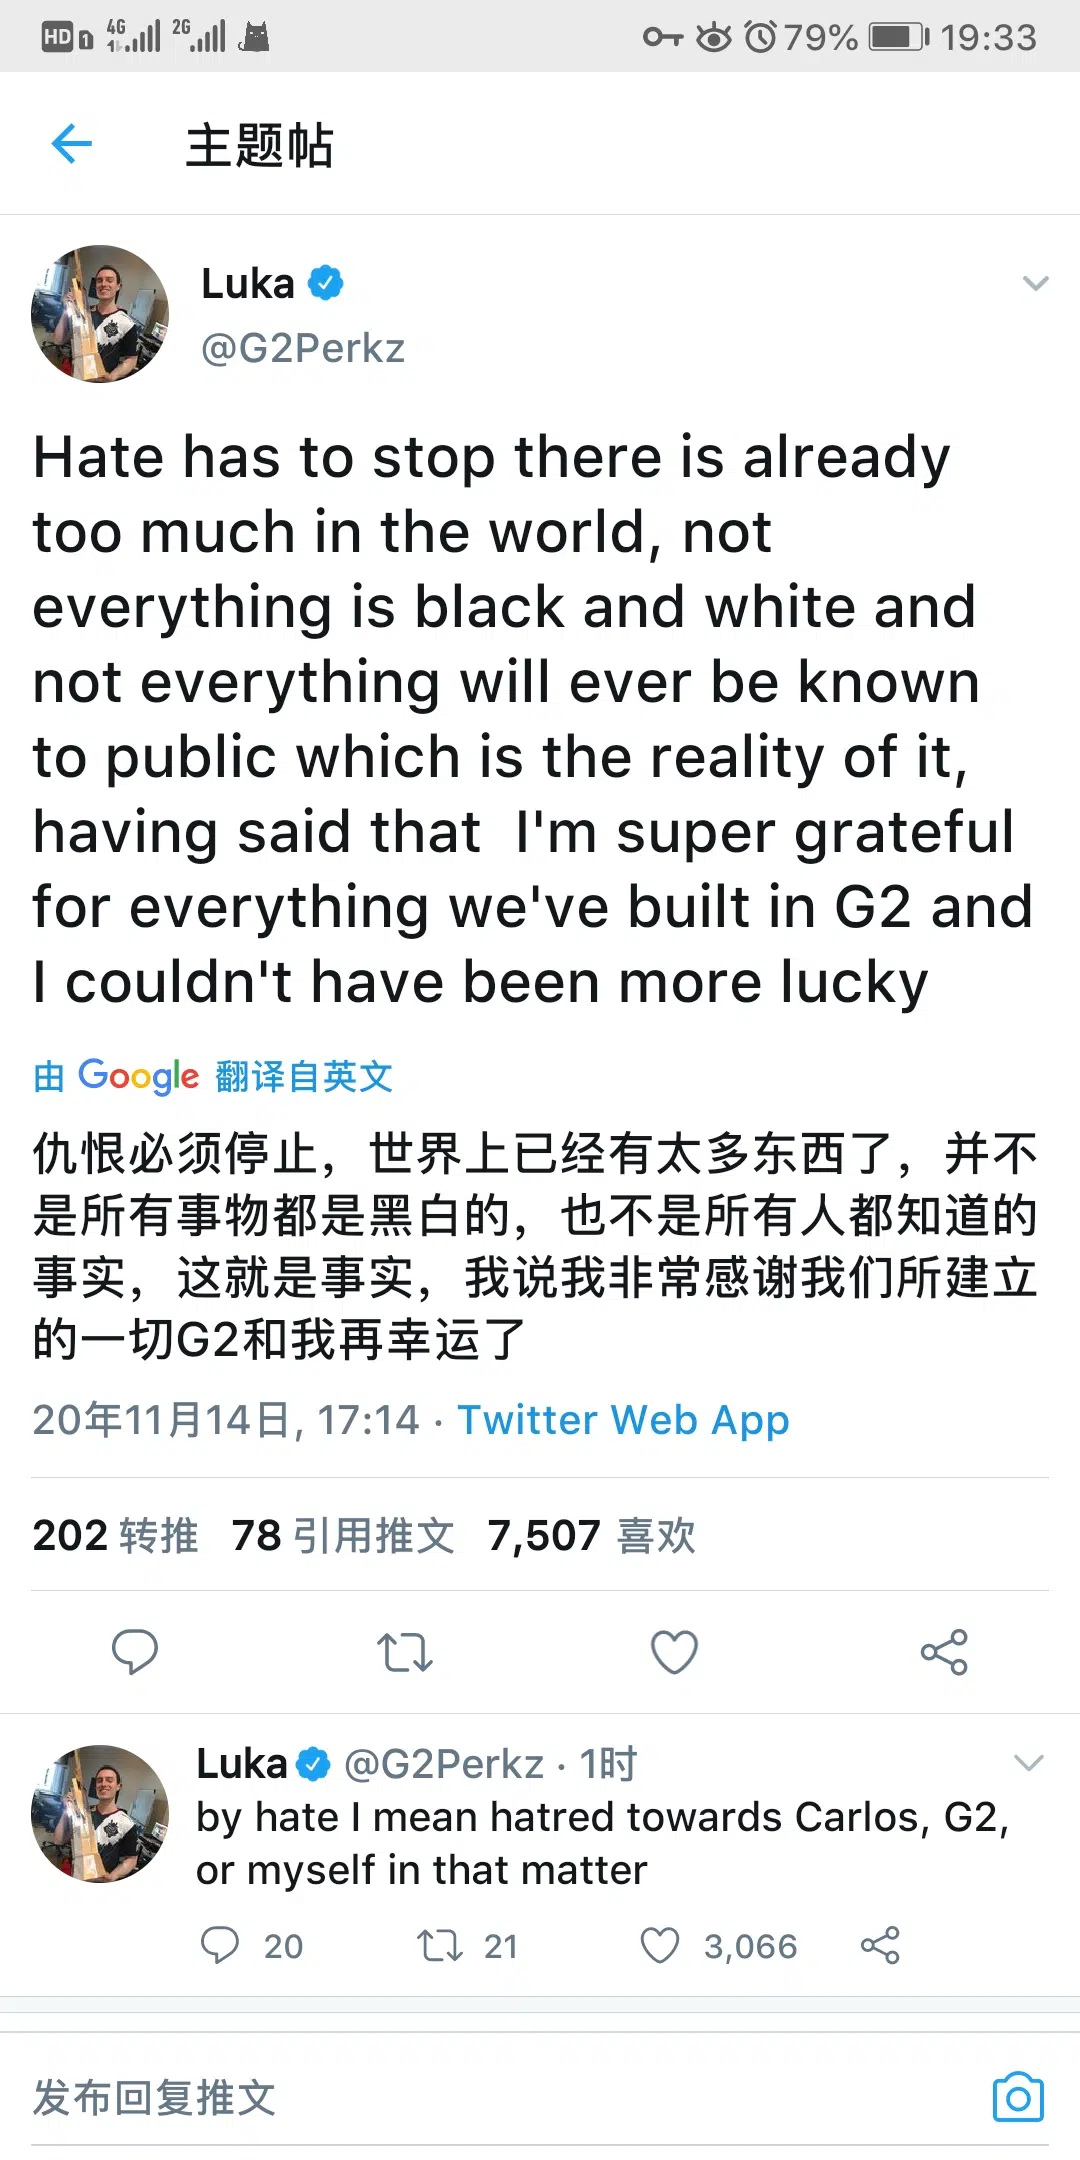 HD 1 4G 2G 79% 19:33
主题帖
Luka
@G2Perkz
Hate has to stop there is already
too much in the world, not
everything is black and white and
not everything will ever be known
to public which is the reality of it,
having said that  I'm super grateful
for everything we've built in G2 and
I couldn't have been more lucky
由 Google 翻译自英文
仇恨必须停止，世界上已经有太多东西了，并不
是所有事物都是黑白的，也不是所有人都知道的
事实，这就是事实，我说我非常感谢我们所建立
的一切G2和我再幸运了
20年11月14日, 17:14 · Twitter Web App
202 转推 78 引用推文 7,507 喜欢
Luka @G2Perkz · 1时
by hate I mean hatred towards Carlos, G2,
or myself in that matter
20 21 3,066
发布回复推文